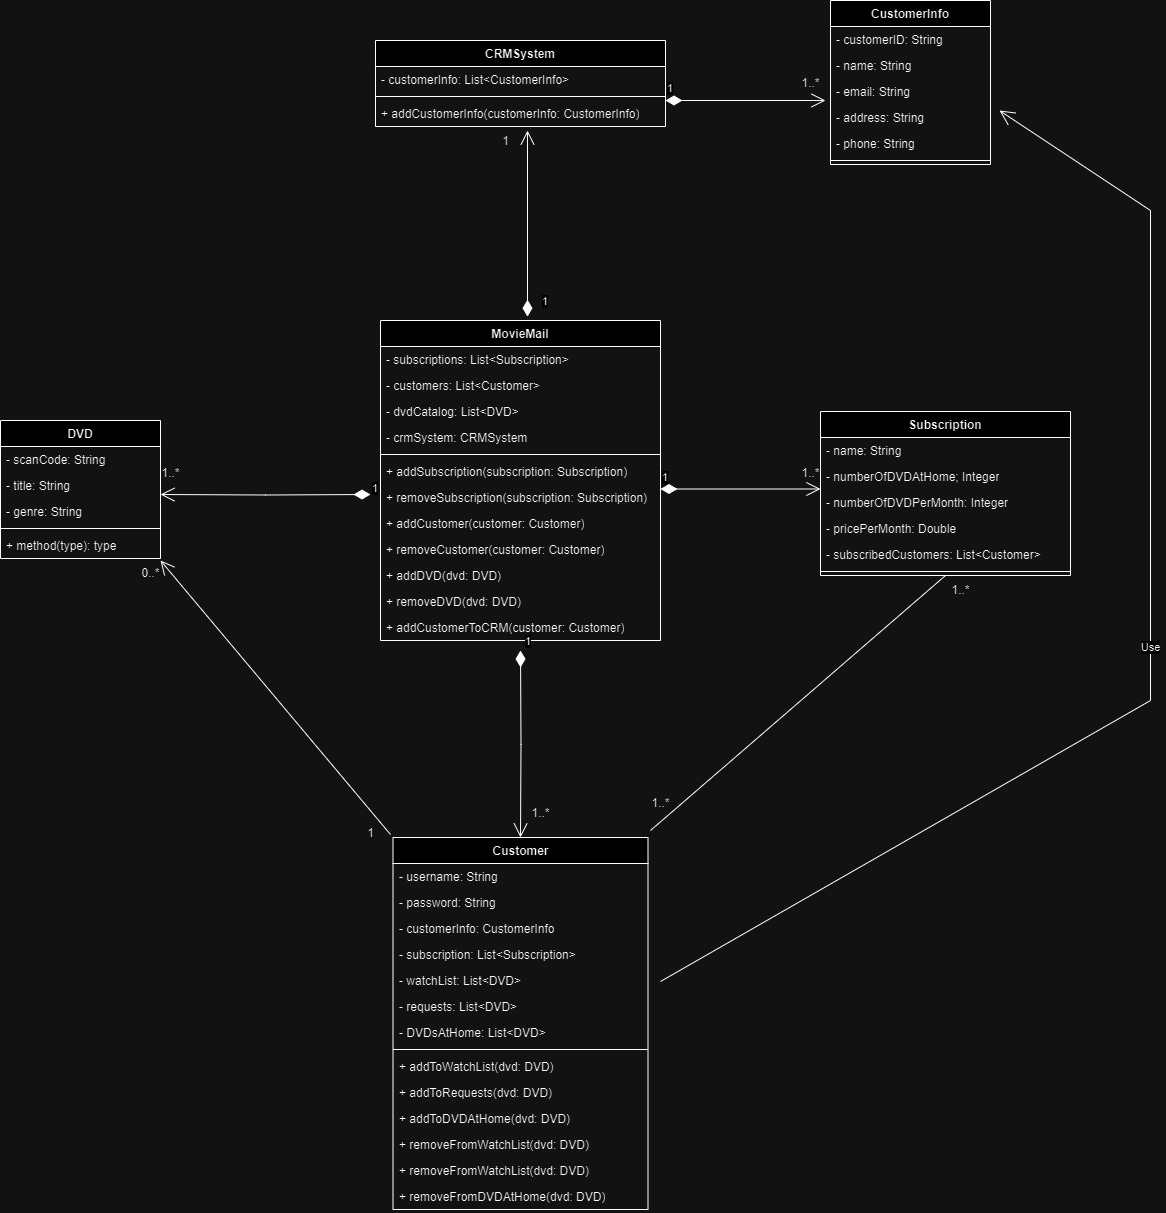 CustomerInfo
- customerID: String
- name: String
- email: String
- address: String
- phone: String
CRMSystem
- customerInfo: List<CustomerInfo>
+ addCustomerInfo(customerInfo: CustomerInfo)
1
1..*
1
1
MovieMail
- subscriptions: List<Subscription>
- customers: List<Customer>
- dvdCatalog: List<DVD>
- crmSystem: CRMSystem
+ addSubscription(subscription: Subscription)
+ removeSubscription(subscription: Subscription)
+ addCustomer(customer: Customer)
+ removeCustomer(customer: Customer)
+ addDVD(dvd: DVD)
+ removeDVD(dvd: DVD)
+ addCustomerToCRM(customer: Customer)
DVD
- scanCode: String
- title: String
- genre: String
+ method(type): type
1..*
1
0..*
1
Subscription
- name: String
- numberOfDVDAtHome; Integer
- numberOfDVDPerMonth: Integer
- pricePerMonth: Double
- subscribedCustomers: List<Customer>
1
1..*
1..*
1..*
Use
1
1..*
Customer
- username: String
- password: String
- customerInfo: CustomerInfo
- subscription: List<Subscription>
- watchList: List<DVD>
- requests: List<DVD>
- DVDsAtHome: List<DVD>
+ addToWatchList(dvd: DVD)
+ addToRequests(dvd: DVD)
+ addToDVDAtHome(dvd: DVD)
+ removeFromWatchList(dvd: DVD)
+ removeFromWatchList(dvd: DVD)
+ removeFromDVDAtHome(dvd: DVD)